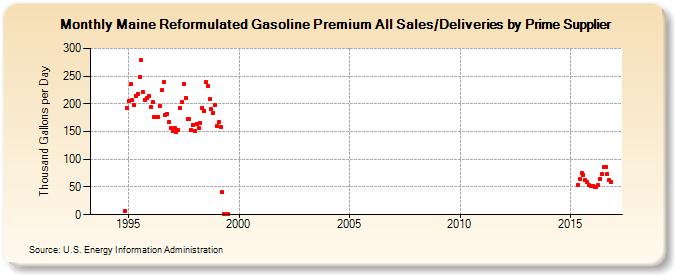 Monthly Maine Reformulated Gasoline Premium All Sales/Deliveries by Prime Supplier
Thousand Gallons per Day
300
250
200
150
100
50
0
1995 2000 2005 2010 2015
Source: U.S. Energy Information Administration